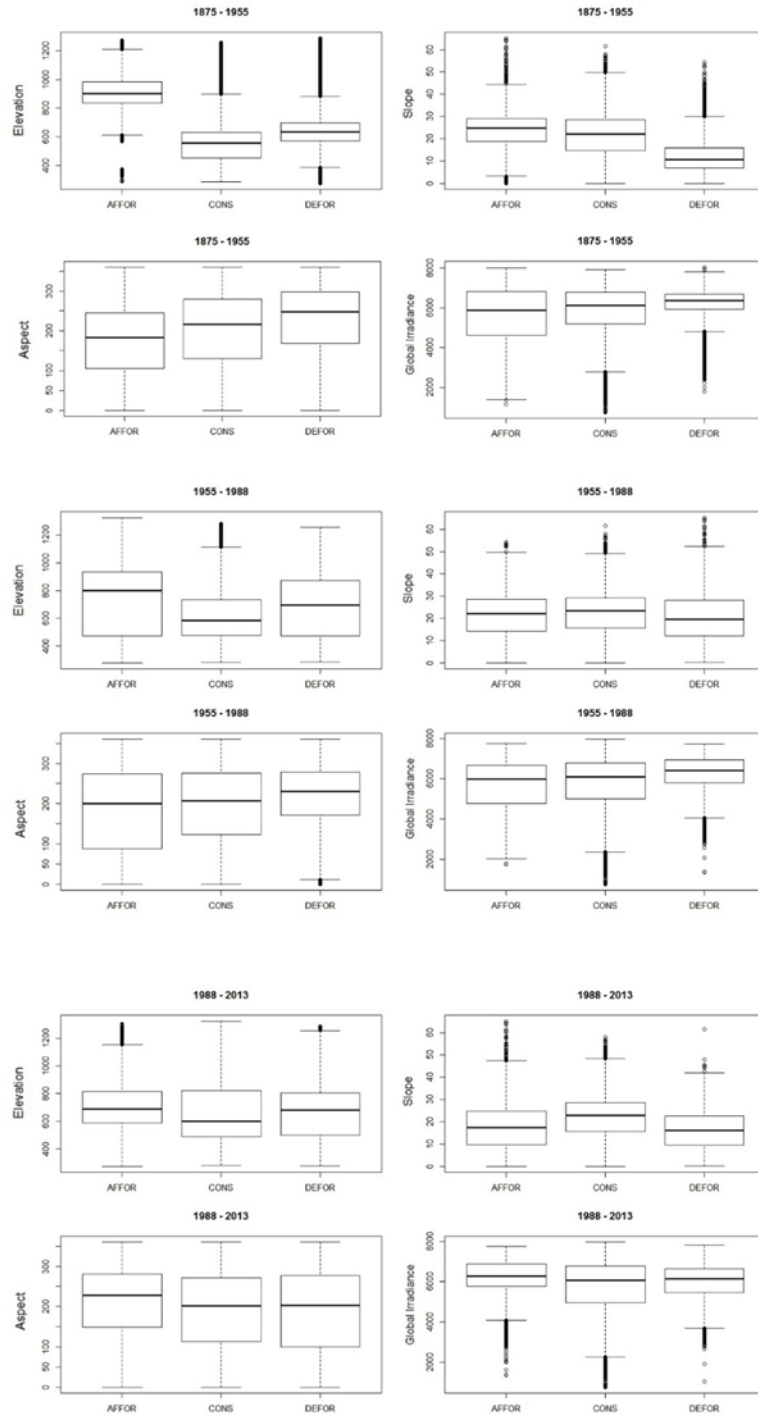 1875 - 1955
Elevation
1200
1000
800
600
400
AFFOR
CONS
DEFOR
1875 - 1955
Slope
60
50
40
30
20
10
0
AFFOR
CONS
DEFOR
1875 - 1955
Aspect
300
200
100
50
0
AFFOR
CONS
DEFOR
1875 - 1955
Global Irradiance
8000
6000
4000
2000
AFFOR
CONS
DEFOR
1955 - 1988
Elevation
1200
1000
800
600
400
AFFOR
CONS
DEFOR
1955 - 1988
Slope
60
50
40
30
20
10
0
AFFOR
CONS
DEFOR
1955 - 1988
Aspect
300
200
100
50
0
AFFOR
CONS
DEFOR
1955 - 1988
Global Irradiance
8000
6000
4000
2000
AFFOR
CONS
DEFOR
1988 - 2013
Elevation
1200
1000
800
600
400
AFFOR
CONS
DEFOR
1988 - 2013
Slope
60
50
40
30
20
10
0
AFFOR
CONS
DEFOR
1988 - 2013
Aspect
300
200
100
50
0
AFFOR
CONS
DEFOR
1988 - 2013
Global Irradiance
8000
6000
4000
2000
AFFOR
CONS
DEFOR